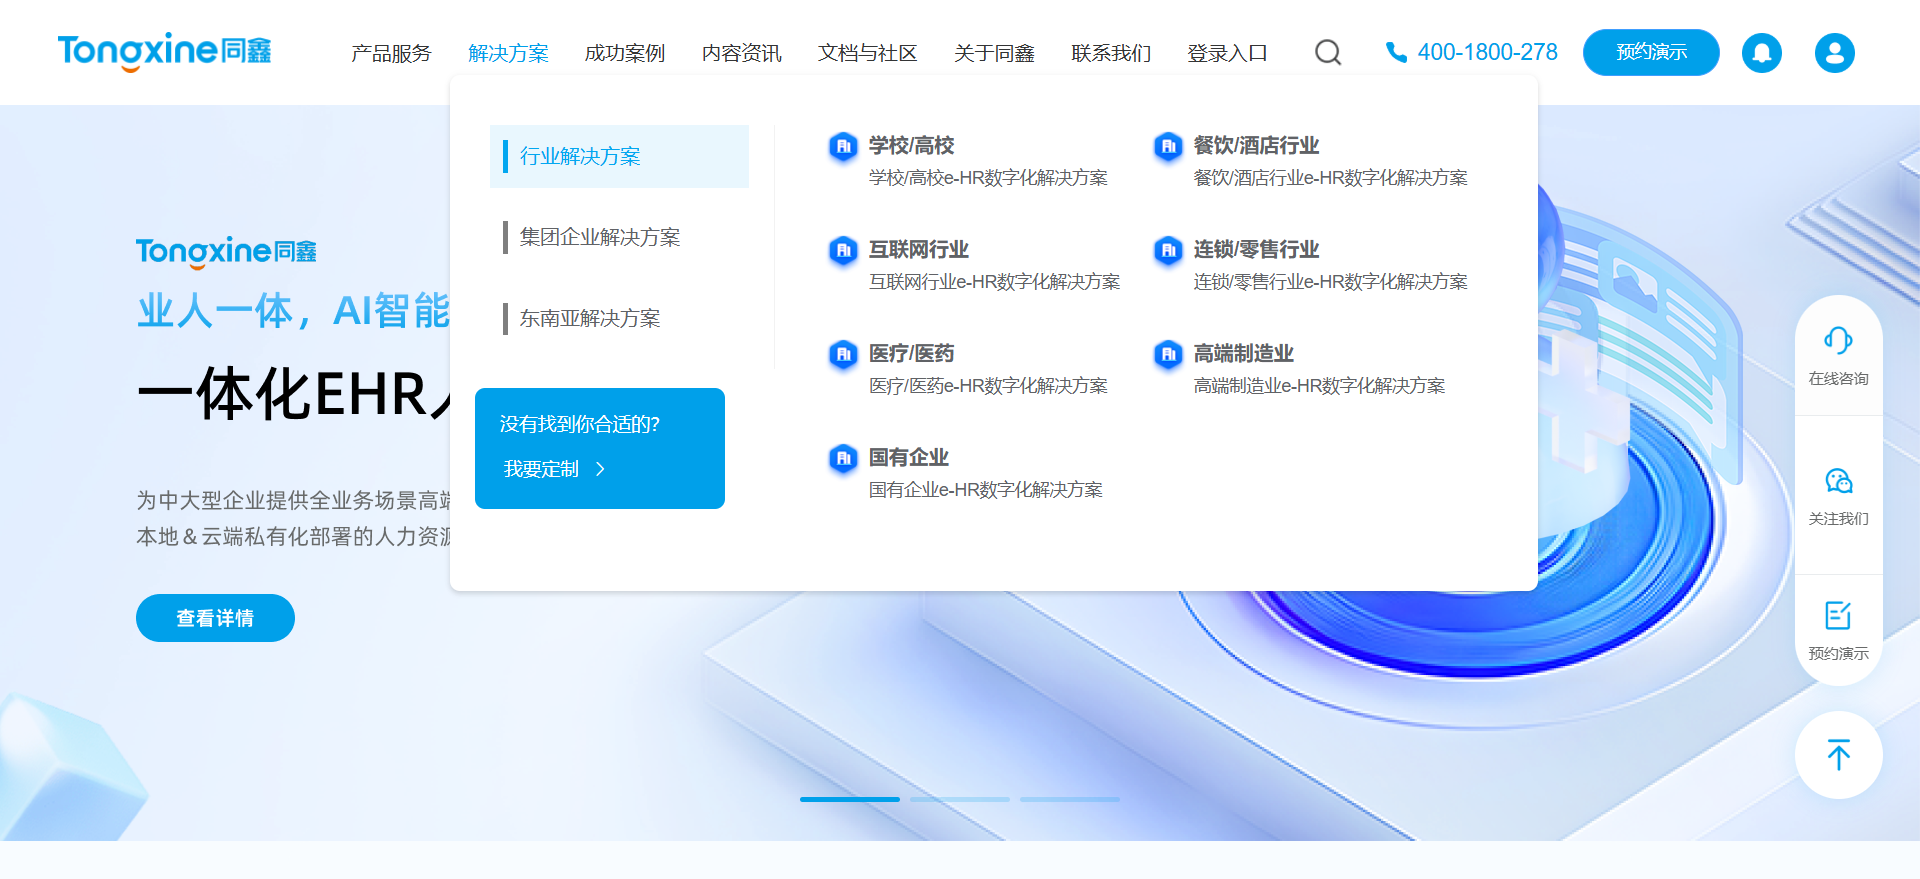 Tongxine同鑫
产品服务
解决方案
成功案例
内容资讯
文档与社区
关于同鑫
联系我们
登录入口
400-1800-278
预约演示
行业解决方案
集团企业解决方案
东南亚解决方案
没有找到你合适的?
我要定制
学校/高校
学校/高校e-HR数字化解决方案
餐饮/酒店行业
餐饮/酒店行业e-HR数字化解决方案
互联网行业
互联网行业e-HR数字化解决方案
连锁/零售行业
连锁/零售行业e-HR数字化解决方案
医疗/医药
医疗/医药e-HR数字化解决方案
高端制造业
高端制造业e-HR数字化解决方案
国有企业
国有企业e-HR数字化解决方案
Tongxine同鑫
业人一体，AI智能
一体化EHR
为中大型企业提供全业务场景高端
本地＆云端私有化部署的人力资源
查看详情
在线咨询
关注我们
预约演示